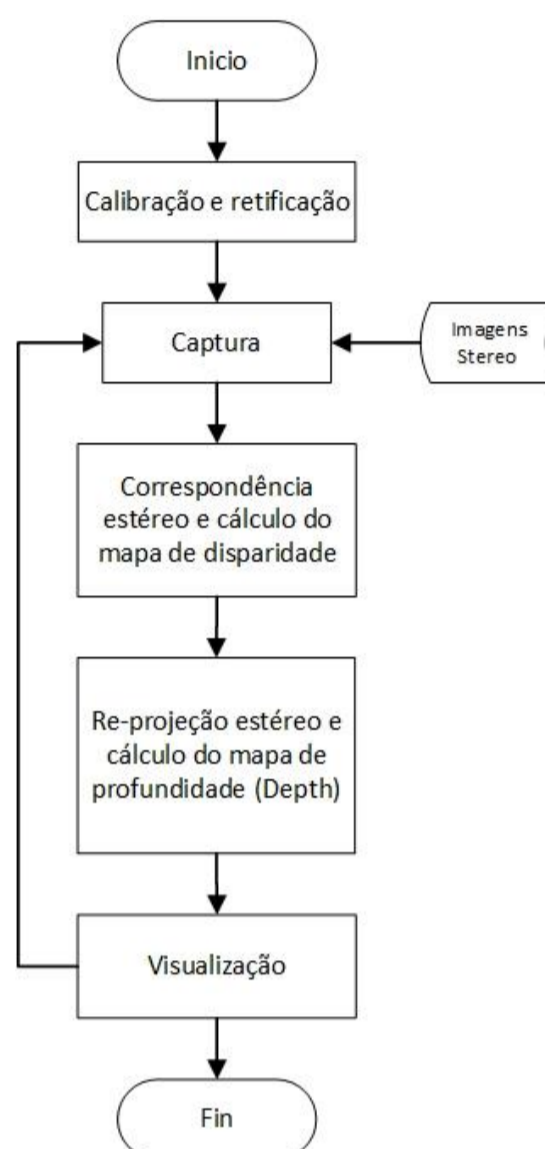 Inicio
Calibração e retificação
Captura
Imagens
Stereo
Correspondência
estéreo e cálculo do
mapa de disparidade
Re-projeção estéreo e
cálculo do mapa de
profundidade (Depth)
Visualização
Fin